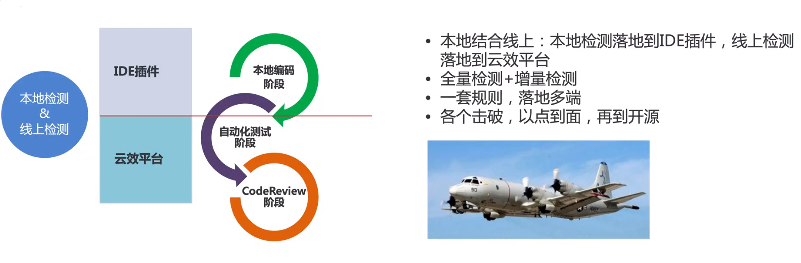 本地检测
&
线上检测
IDE插件
云效平台
本地编码
阶段
自动化测试
阶段
CodeReview
阶段
• 本地结合线上：本地检测落地到IDE插件，线上检测
落地到云效平台
• 全量检测+增量检测
• 一套规则，落地多端
• 各个击破，以点到面，再到开源